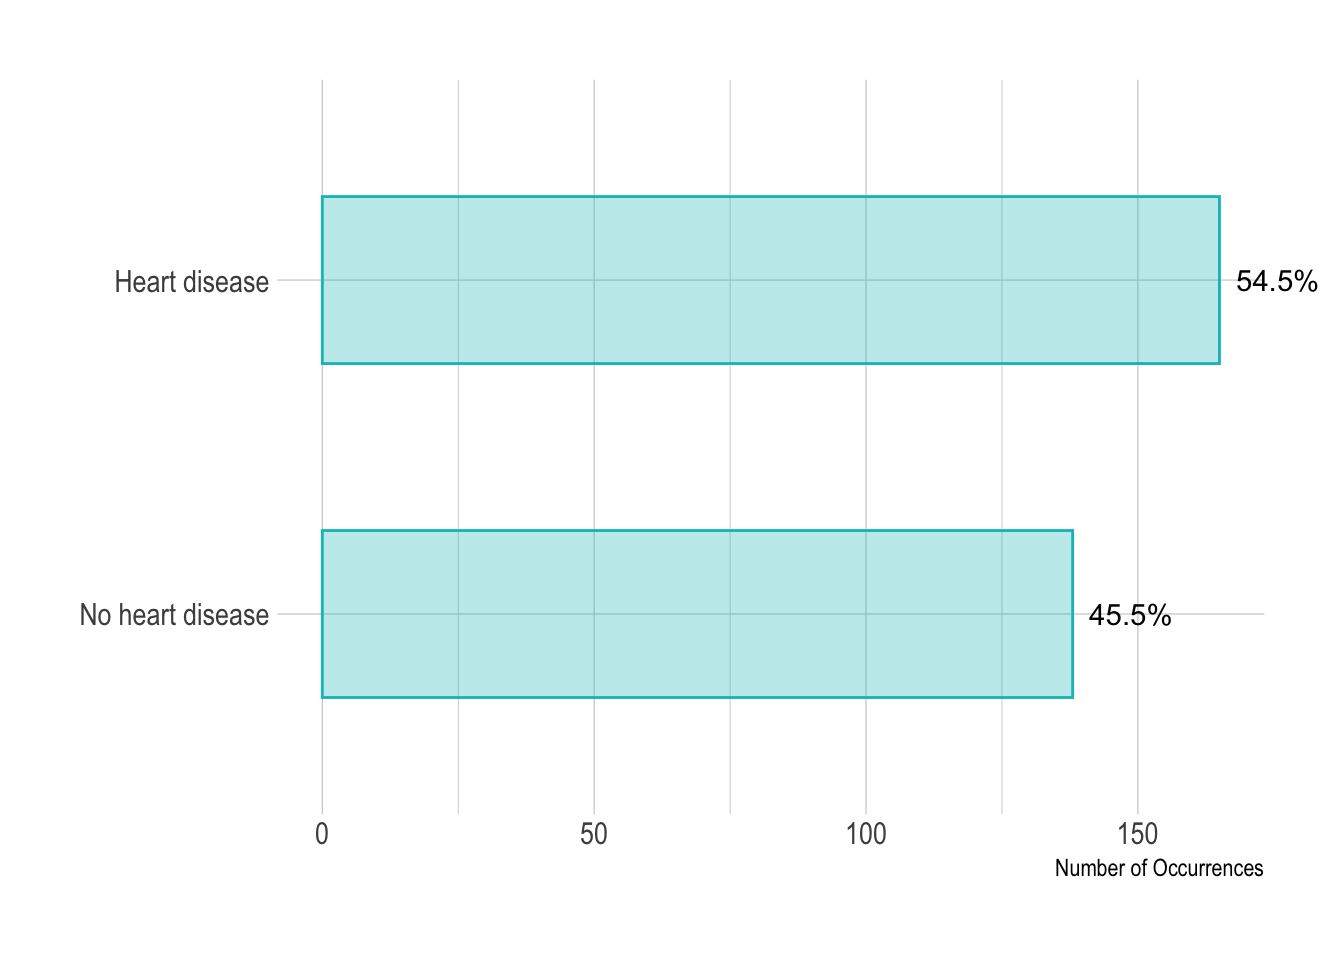 Heart disease
54.5%
No heart disease
45.5%
0 50 100 150
Number of Occurrences